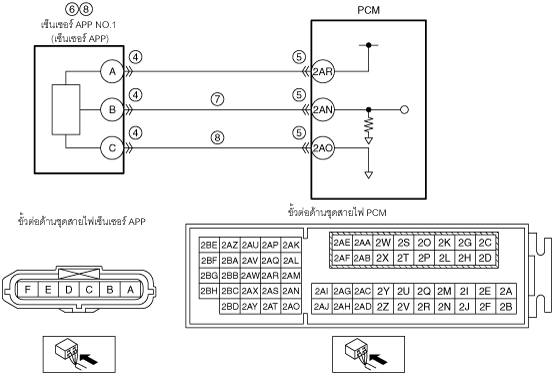 ⑥⑧
เซ็นเซอร์ APP NO.1
(เซ็นเซอร์ APP)
PCM
④ ⑤
A 2AR
④ ⑦ ⑤
B 2AN
④ ⑧ ⑤
C 2AO
ขั้วต่อด้านชุดสายไฟเซ็นเซอร์ APP
ขั้วต่อด้านชุดสายไฟ PCM
F E D C B A
2BE 2AZ 2AU 2AP 2AK
2BF 2BA 2AV 2AQ 2AL
2BG 2BB 2AW 2AR 2AM
2BH 2BC 2AX 2AS 2AN
2BD 2AY 2AT 2AO
2AE 2AA 2W 2S 2O 2K 2G 2C
2AF 2AB 2X 2T 2P 2L 2H 2D
2AI 2AG 2AC 2Y 2U 2Q 2M 2I 2E 2A
2AJ 2AH 2AD 2Z 2V 2R 2N 2J 2F 2B